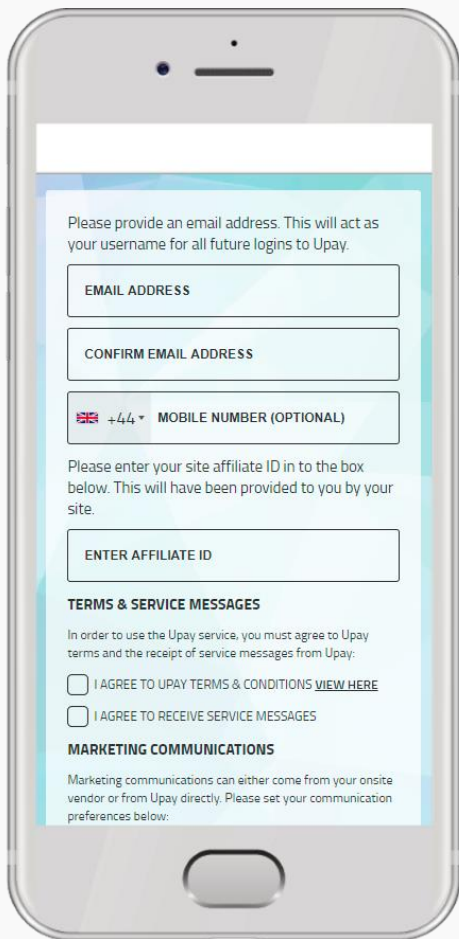 Please provide an email address. This will act as
your username for all future logins to Upay.
EMAIL ADDRESS
CONFIRM EMAIL ADDRESS
+44 MOBILE NUMBER (OPTIONAL)
Please enter your site affiliate ID in to the box
below. This will have been provided to you by your
site.
ENTER AFFILIATE ID
TERMS & SERVICE MESSAGES
In order to use the Upay service, you must agree to Upay
terms and the receipt of service messages from Upay:
I AGREE TO UPAY TERMS & CONDITIONS VIEW HERE
I AGREE TO RECEIVE SERVICE MESSAGES
MARKETING COMMUNICATIONS
Marketing communications can either come from your onsite
vendor or from Upay directly. Please set your communication
preferences below: